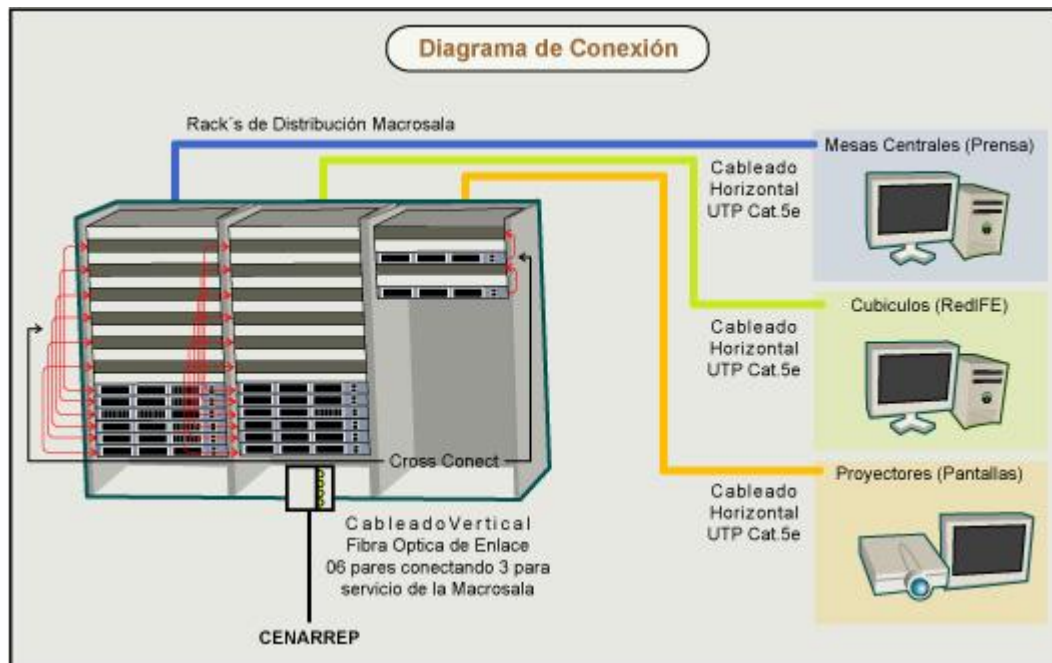 Diagrama de Conexión
Rack´s de Distribución Macrosala
Mesas Centrales (Prensa)
Cableado
Horizontal
UTP Cat.5e
Cubiculos (RedIFE)
Cableado
Horizontal
UTP Cat.5e
Cross Conect
Proyectores (Pantallas)
Cableado
Horizontal
UTP Cat.5e
Cableado Vertical
Fibra Optica de Enlace
06 pares conectando 3 para
servicio de la Macrosala
CENARREP